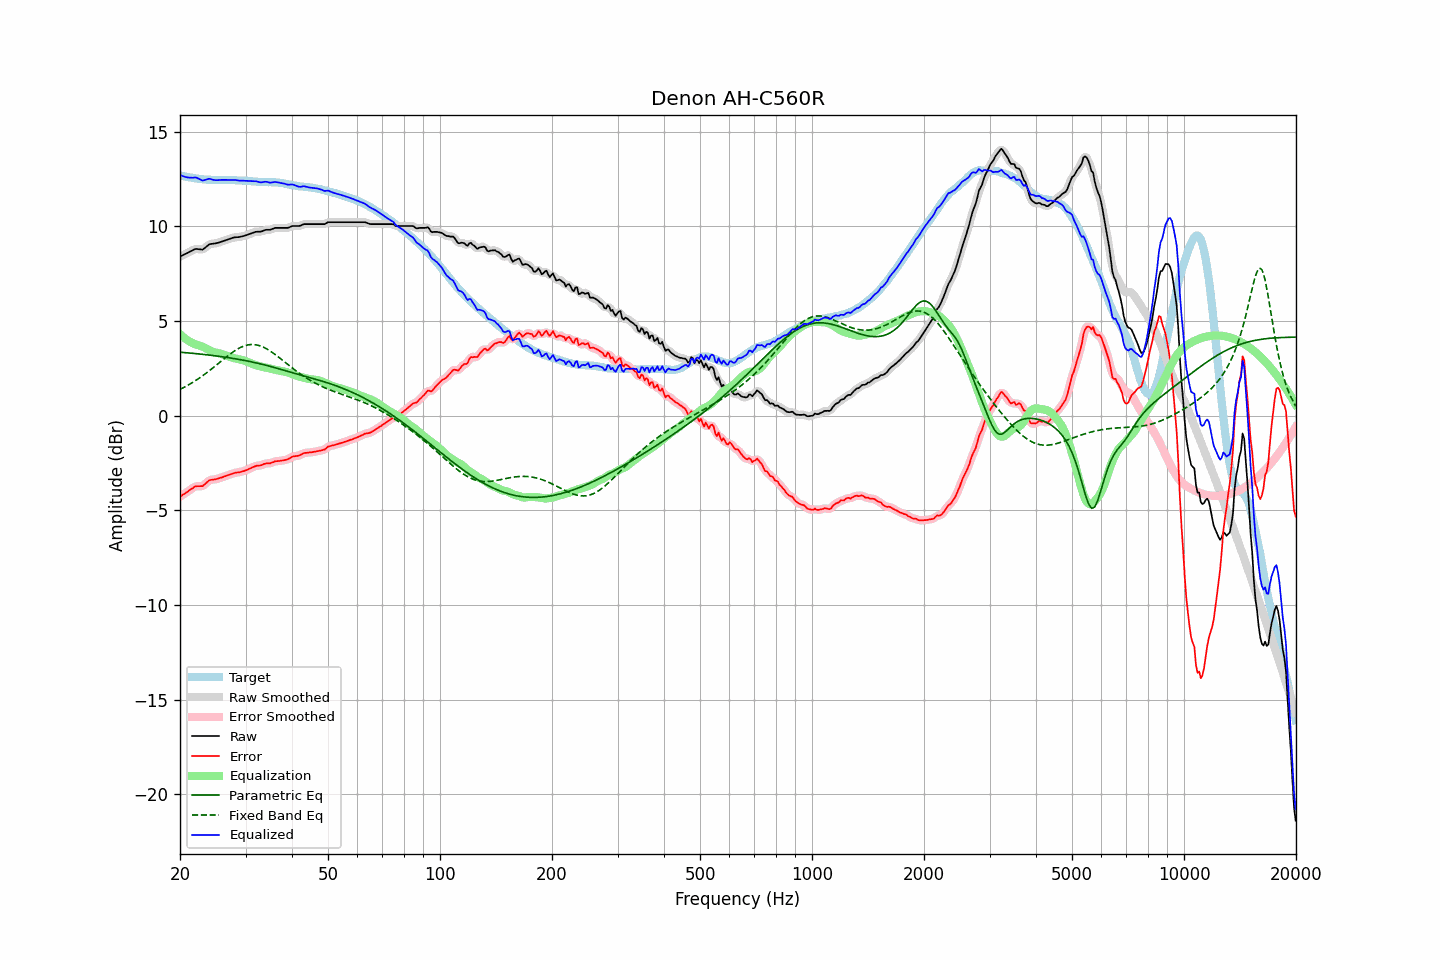 Denon AH-C560R
15
10
5
0
−5
−10
−15
−20
Amplitude (dBr)
Target
Raw Smoothed
Error Smoothed
Raw
Error
Equalization
Parametric Eq
Fixed Band Eq
Equalized
20
50
100
200
500
1000
2000
5000
10000
20000
Frequency (Hz)